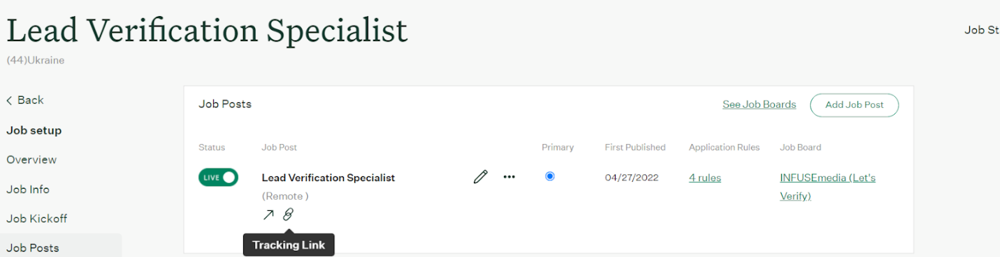 Lead Verification Specialist
Job St
(44)Ukraine
Back
Job Posts
See Job Boards
Add Job Post
Job setup
Status
Job Post
Primary
First Published
Application Rules
Job Board
Overview
LIVE
Lead Verification Specialist
04/27/2022
4 rules
INFUSEmedia (Let's
Verify)
(Remote )
Job Info
Job Kickoff
Tracking Link
Job Posts